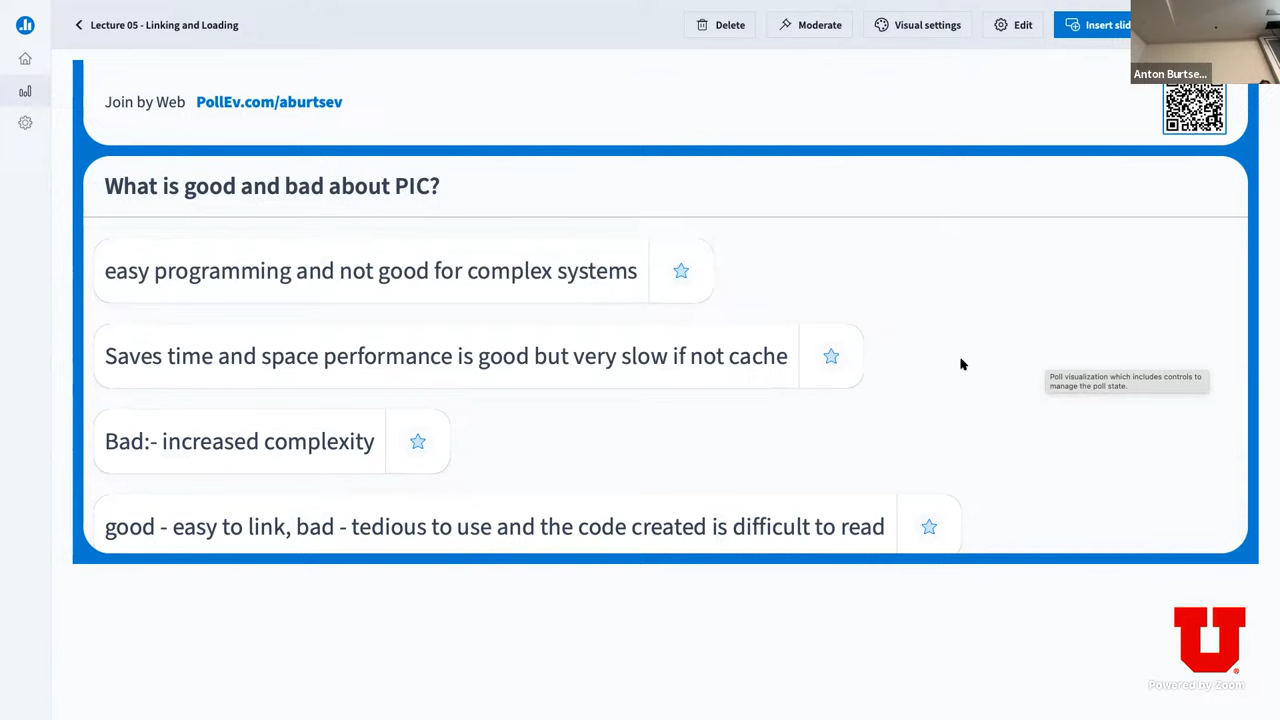 Lecture 05 - Linking and Loading
Delete
Moderate
Visual settings
Edit
Insert slid
Anton Burtse...
Join by Web PollEv.com/aburtsev
What is good and bad about PIC?
easy programming and not good for complex systems
Saves time and space performance is good but very slow if not cache
Poll visualization which includes controls to
manage the poll state.
Bad:- increased complexity
good - easy to link, bad - tedious to use and the code created is difficult to read
U
Powered by Zoom